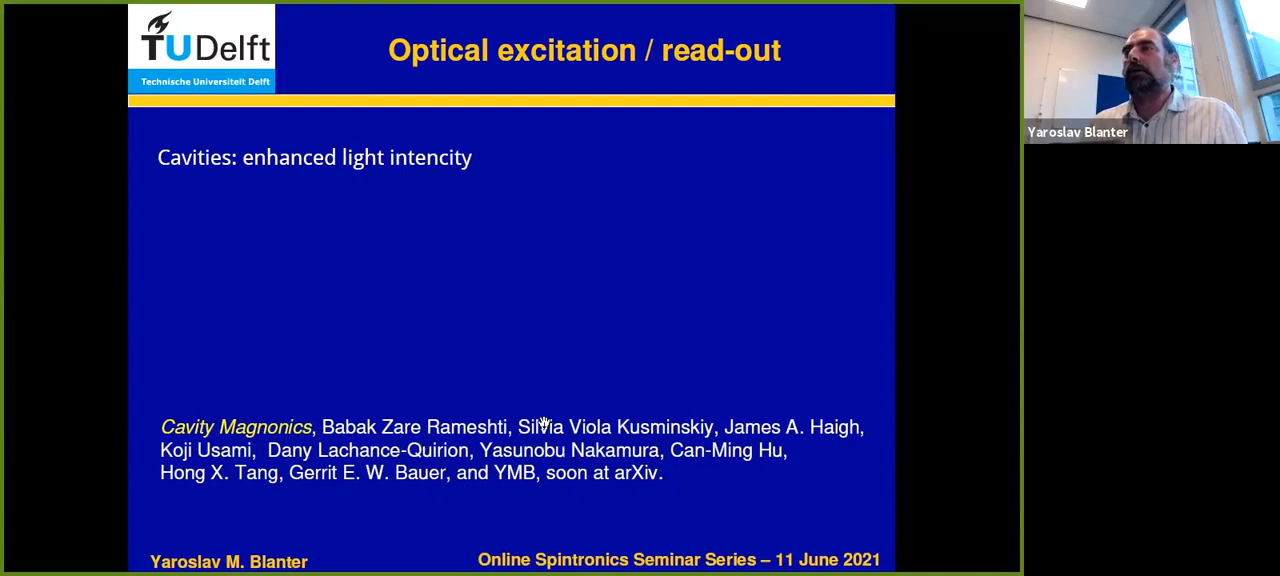 TUDelft
Technische Universiteit Delft
Optical excitation / read-out
Yaroslav Blanter
Cavities: enhanced light intencity
Cavity Magnonics, Babak Zare Rameshti, Silvia Viola Kusminskiy, James A. Haigh,
Koji Usami, Dany Lachance-Quirion, Yasunobu Nakamura, Can-Ming Hu,
Hong X. Tang, Gerrit E. W. Bauer, and YMB, soon at arXiv.
Yaroslav M. Blanter
Online Spintronics Seminar Series – 11 June 2021